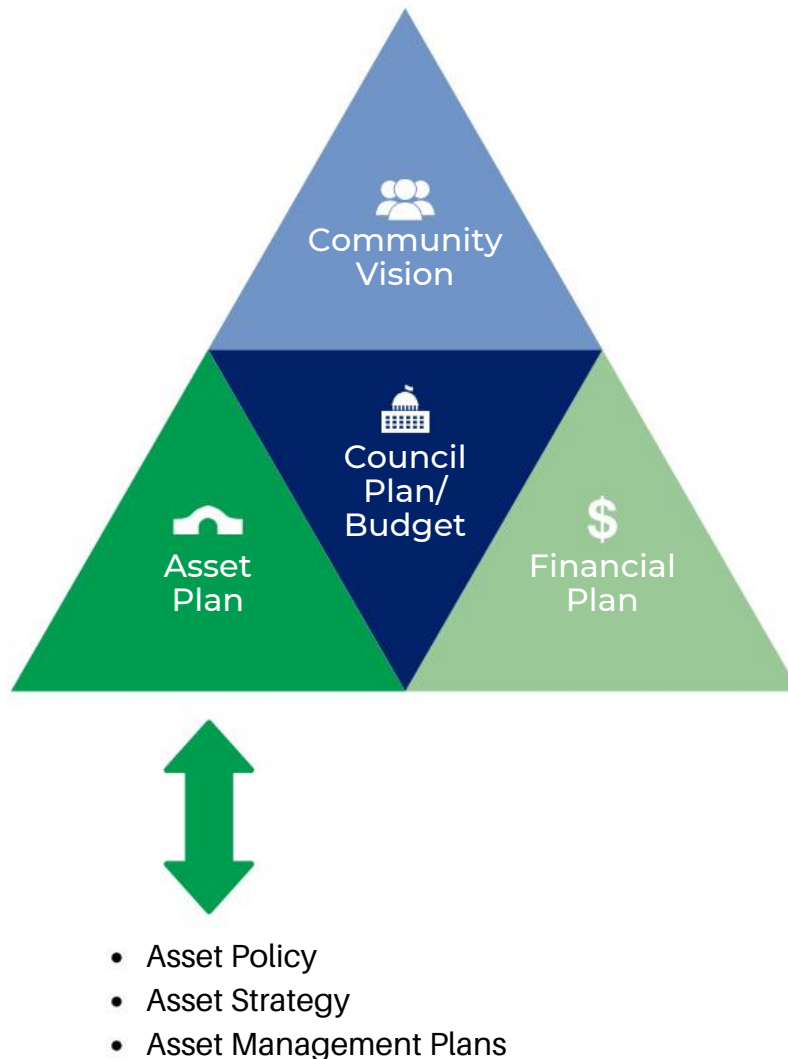 Community
Vision
Council
Plan/
Budget
Asset
Plan
$
Financial
Plan
• Asset Policy
• Asset Strategy
• Asset Management Plans